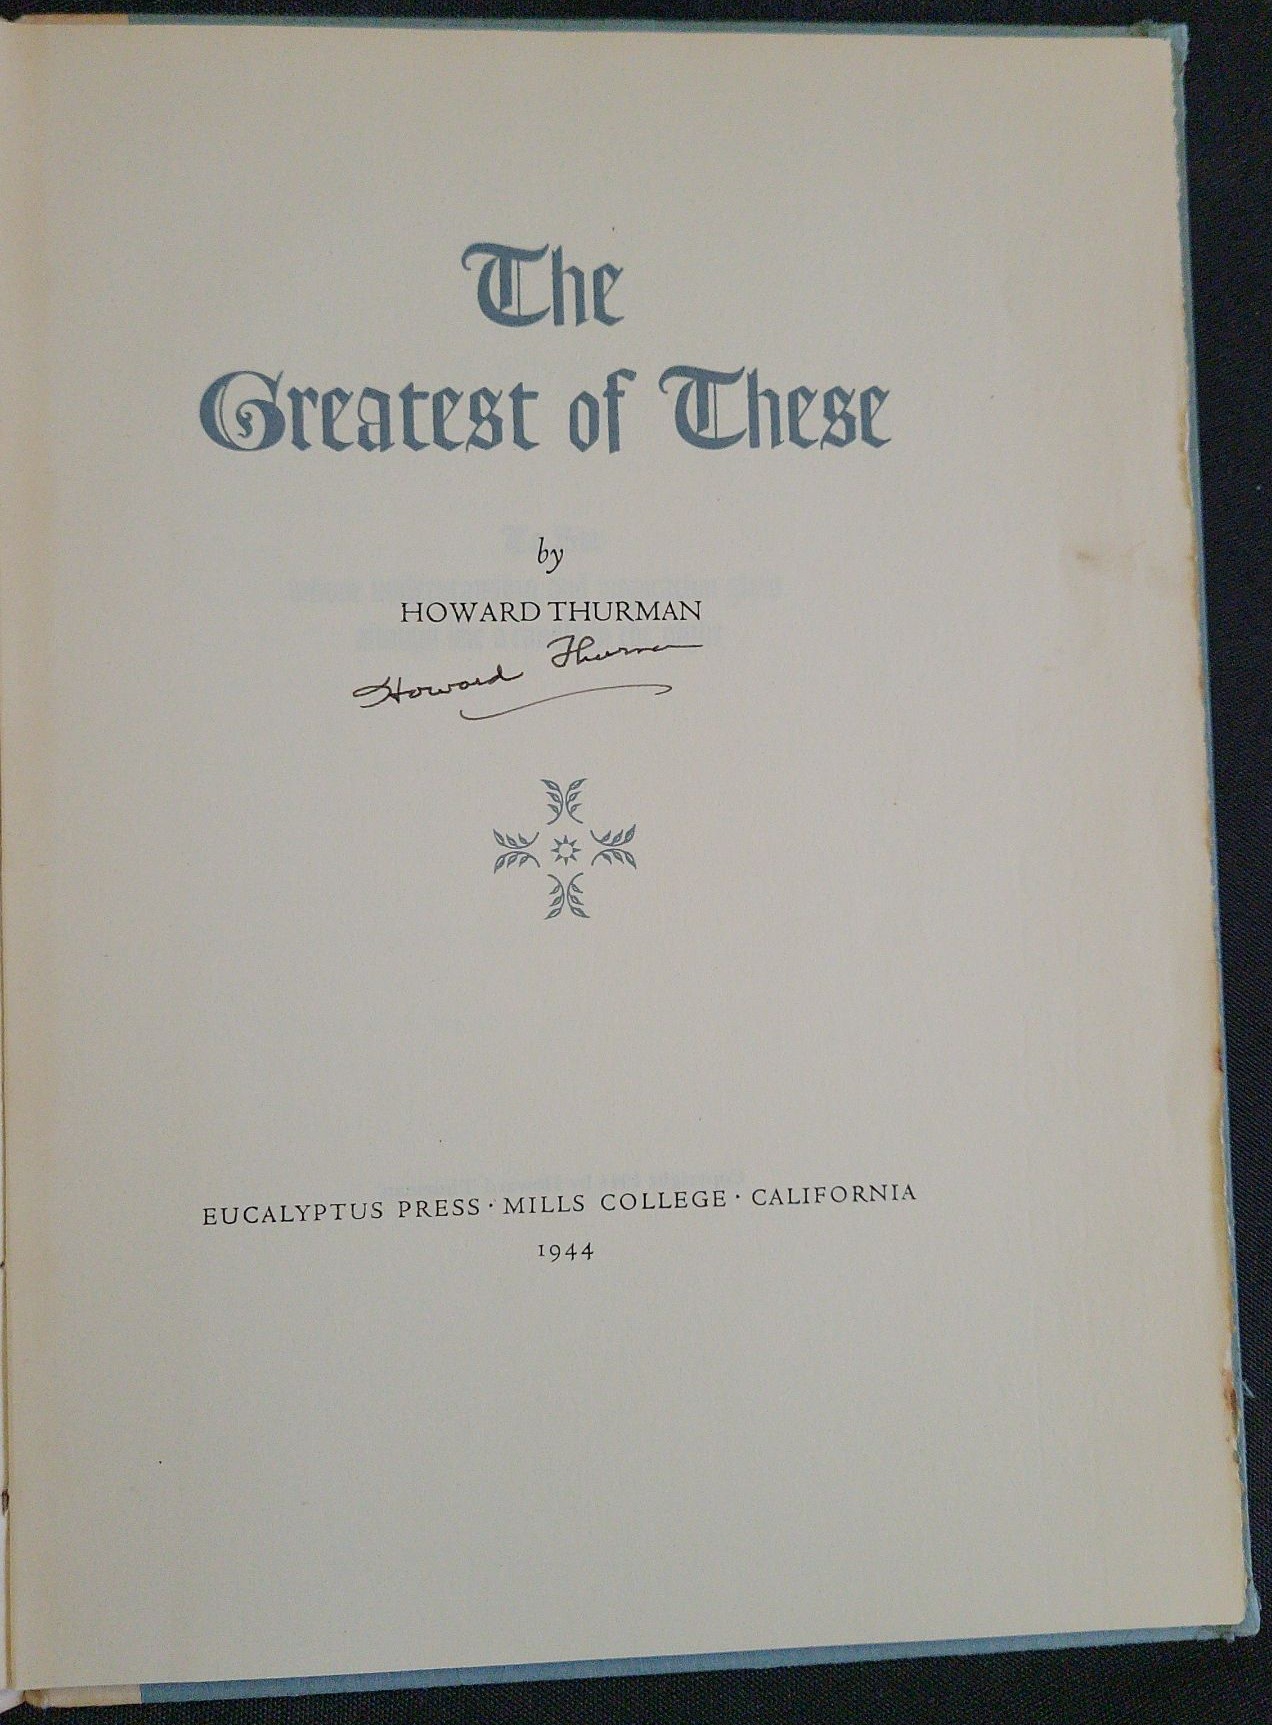 The
Greatest of These
by
HOWARD THURMAN
Howard Thurman
EUCALYPTUS PRESS · MILLS COLLEGE · CALIFORNIA
1944